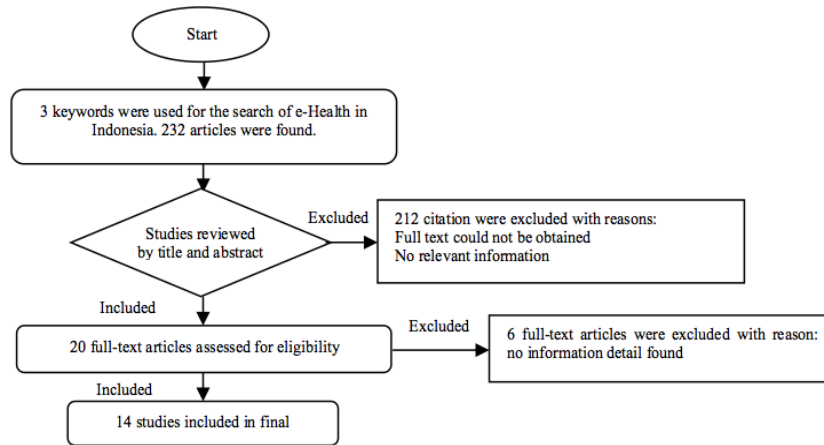 Start
3 keywords were used for the search of e-Health in
Indonesia. 232 articles were found.
Studies reviewed
by title and abstract
Excluded
212 citation were excluded with reasons:
Full text could not be obtained
No relevant information
Included
20 full-text articles assessed for eligibility
Excluded
6 full-text articles were excluded with reason:
no information detail found
Included
14 studies included in final